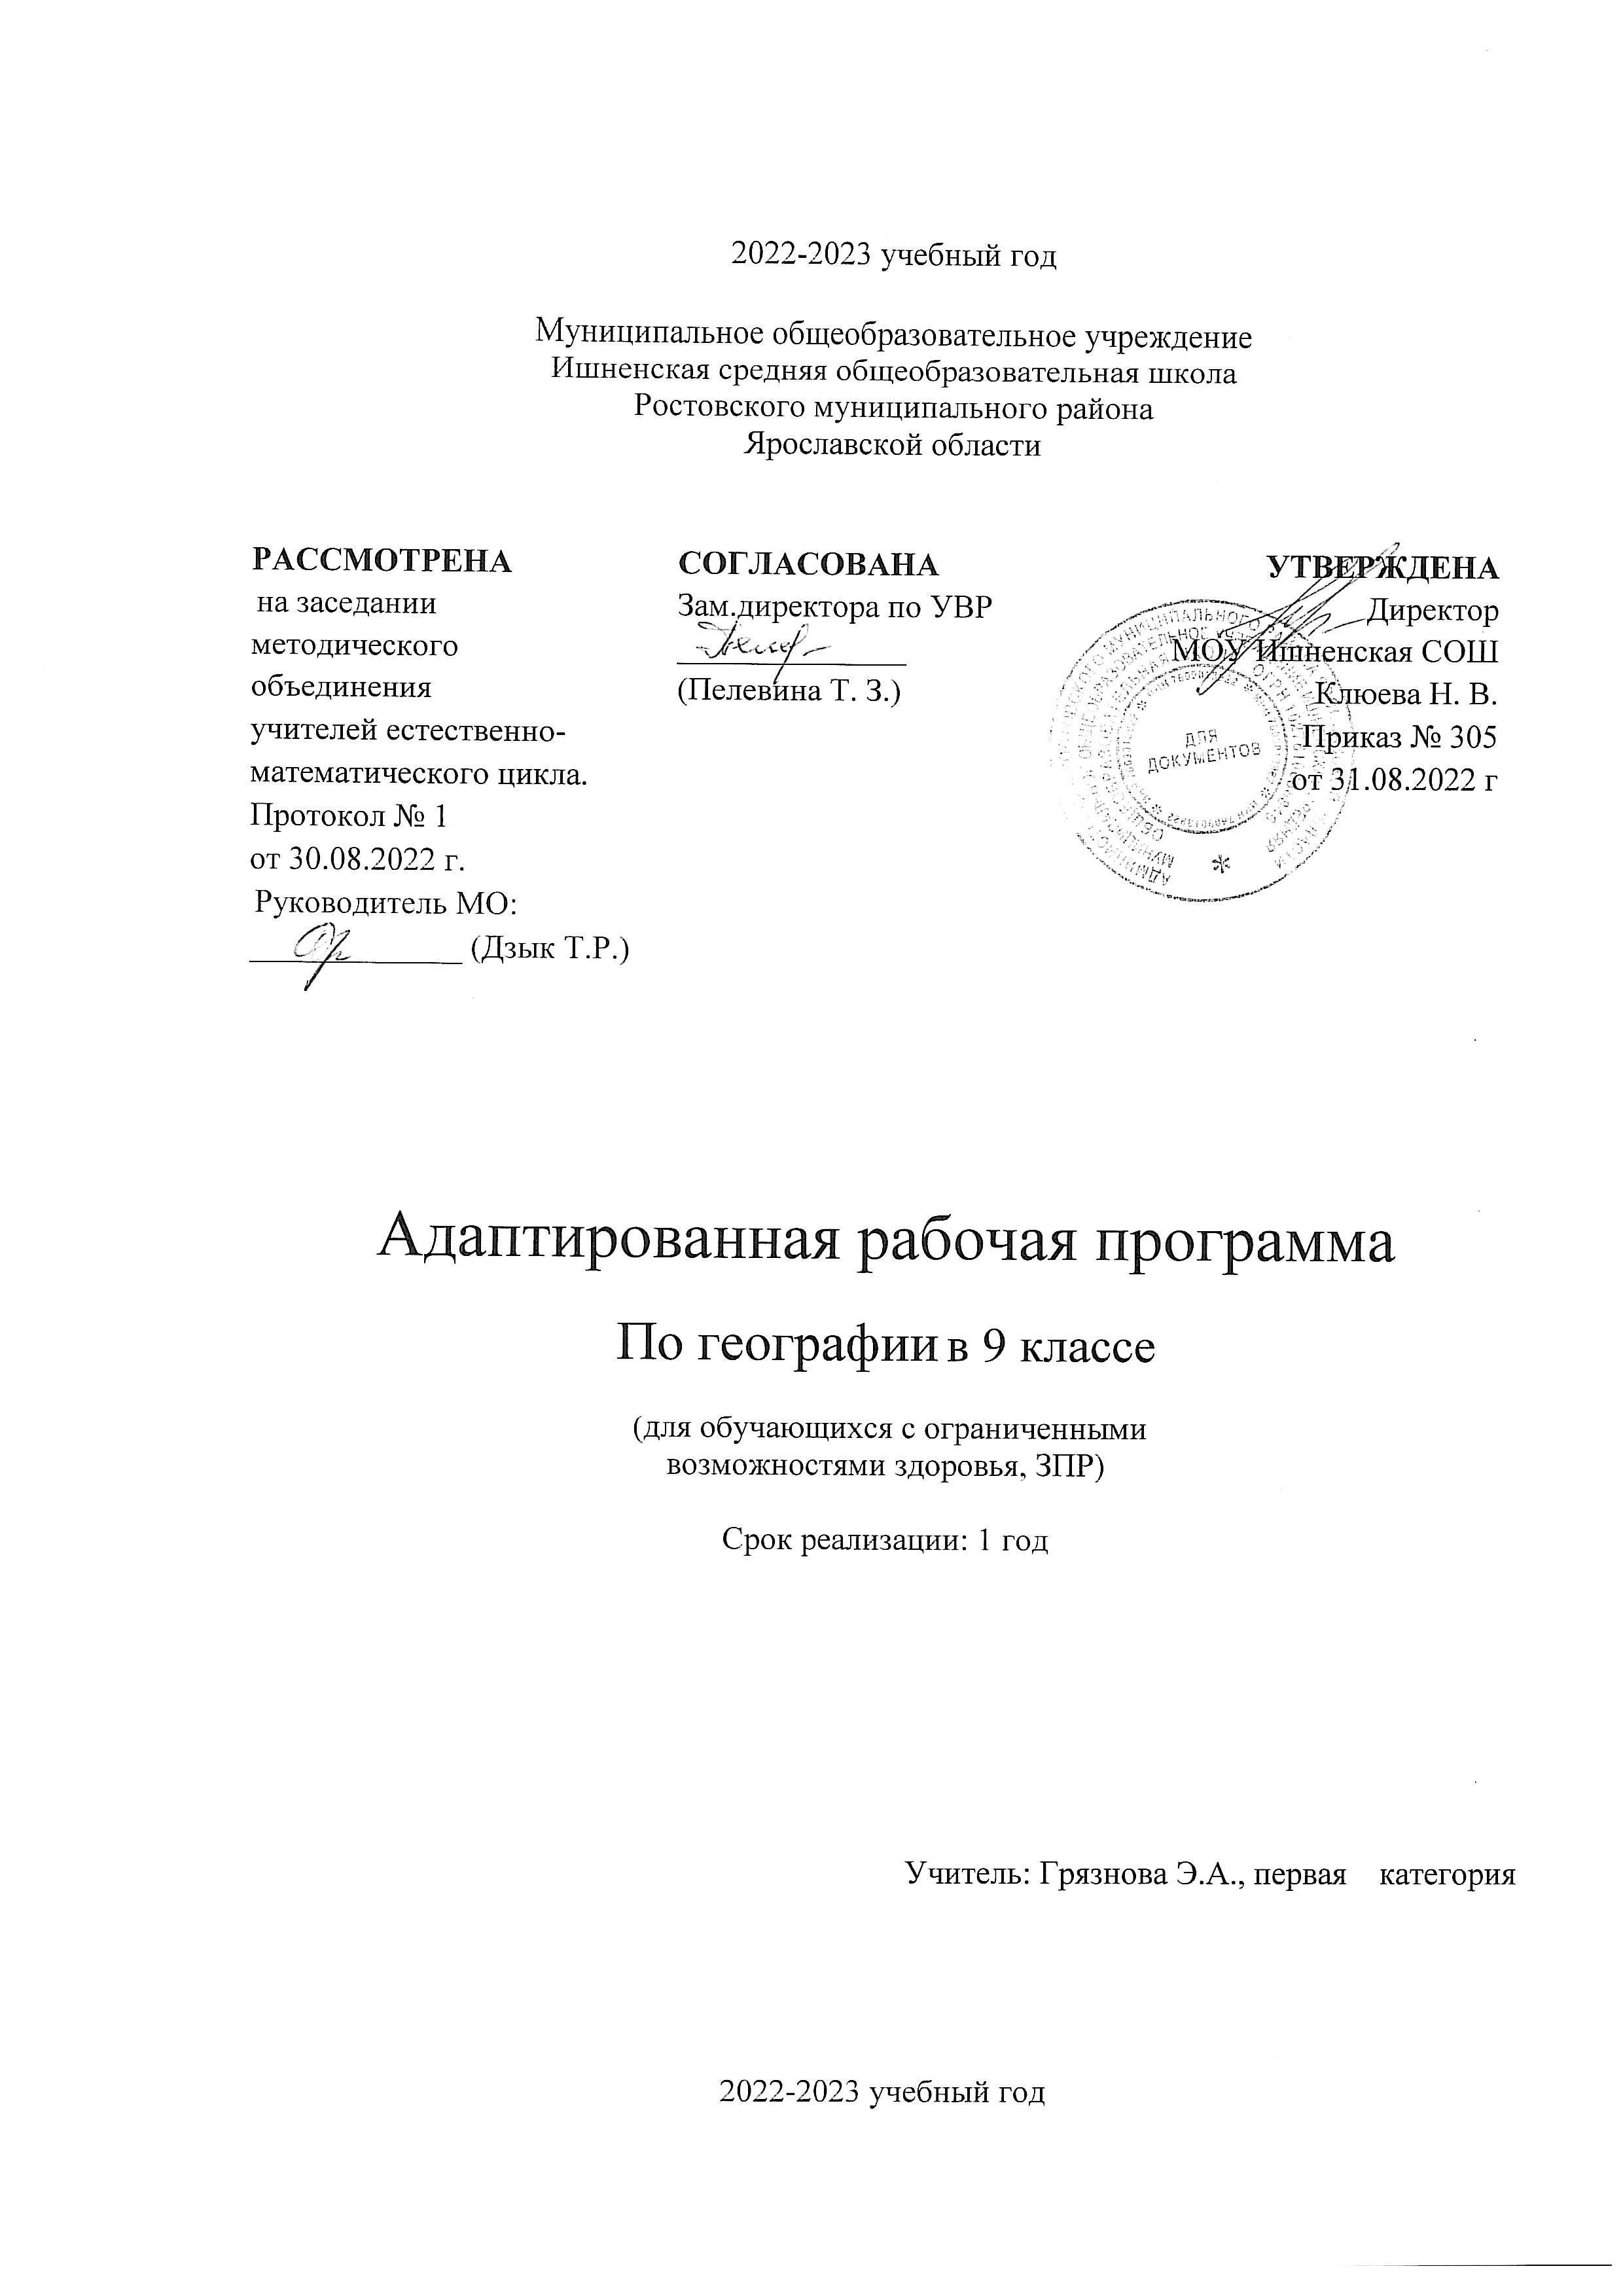 2022-2023 учебный год
Муниципальное общеобразовательное учреждение
Ишненская средняя общеобразовательная школа
Ростовского муниципального района
Ярославской области
РАССМОТРЕНА
на заседании
методического
объединения
учителей естественно-
математического цикла.
Протокол № 1
от 30.08.2022 г.
Руководитель МО:
(Дзык Т.Р.)
СОГЛАСОВАНА
Зам.директора по УВР
(Пелевина Т. З.)
УТВЕРЖДЕНА
Директор
МОУ Ишненская СОШ
Клюева Н. В.
Приказ № 305
от 31.08.2022 г
ДЛЯ
ДОКУМЕНТОВ
Адаптированная рабочая программа
По географии в 9 классе
(для обучающихся с ограниченными
возможностями здоровья, ЗПР)
Срок реализации: 1 год
Учитель: Грязнова Э.А., первая категория
2022-2023 учебный год